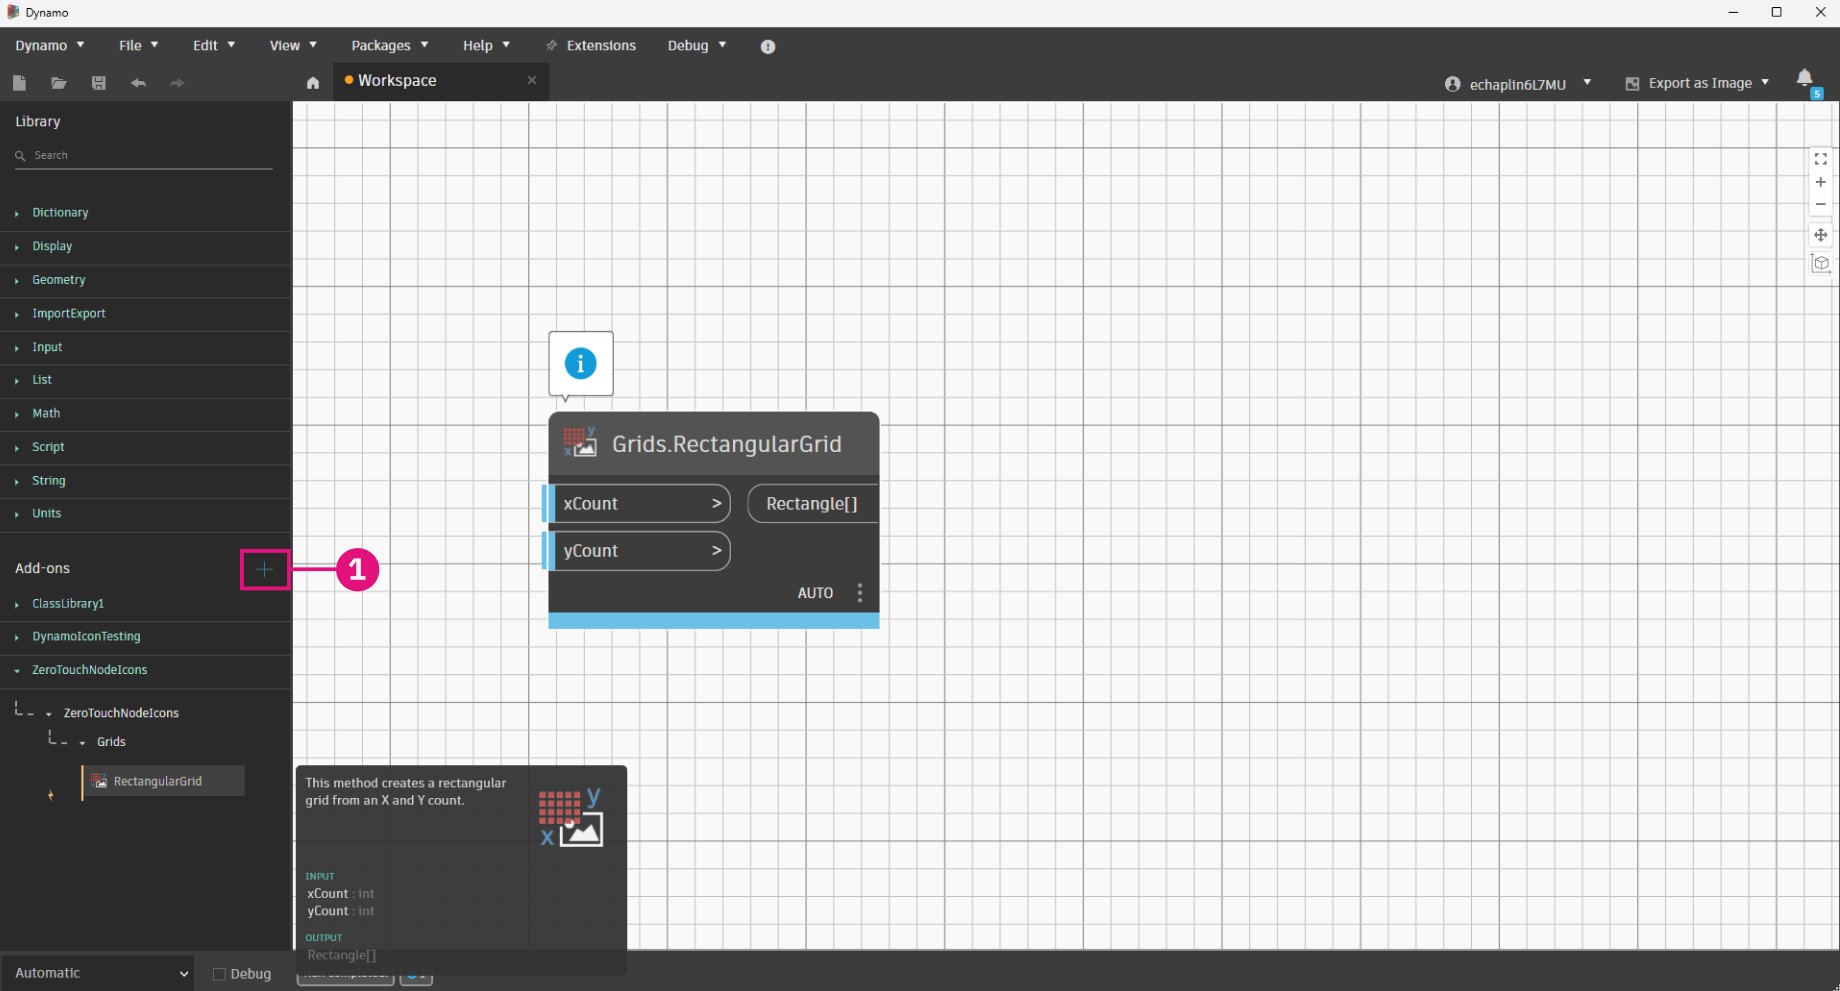 Dynamo
Dynamo File Edit View Packages Help Extensions Debug
Workspace
echaplin6L7MU Export as Image
5
Library
Search
Dictionary
Display
Geometry
ImportExport
Input
List
Math
Script
String
Units
Add-ons
1
ClassLibrary1
DynamoIconTesting
ZeroTouchNodeIcons
ZeroTouchNodeIcons
Grids
RectangularGrid
i
y
x
Grids.RectangularGrid
xCount >
Rectangle[]
yCount >
AUTO
This method creates a rectangular
grid from an X and Y count.
y
x
INPUT
xCount : int
yCount : int
OUTPUT
Rectangle[]
Automatic
Debug